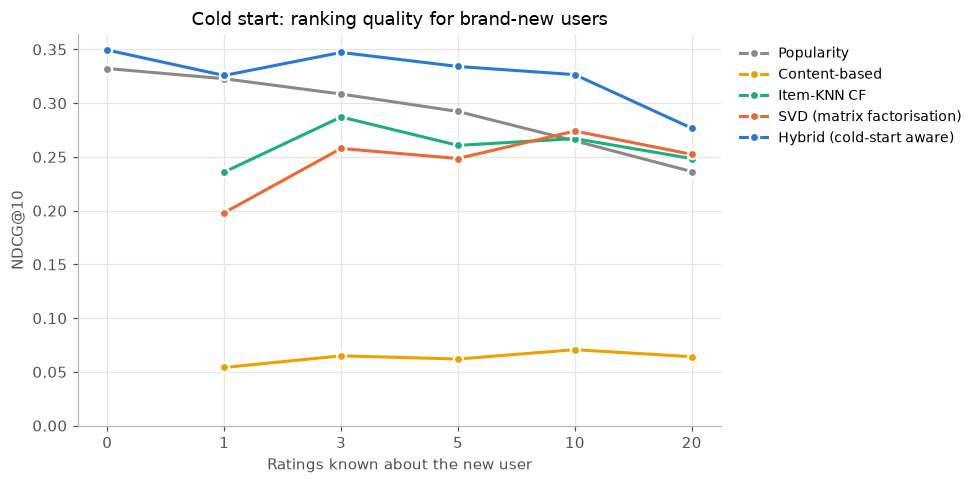 Cold start: ranking quality for brand-new users
0.35
0.30
0.25
0.20
0.15
0.10
0.05
0.00
NDCG@10
0 1 3 5 10 20
Ratings known about the new user
Popularity
Content-based
Item-KNN CF
SVD (matrix factorisation)
Hybrid (cold-start aware)